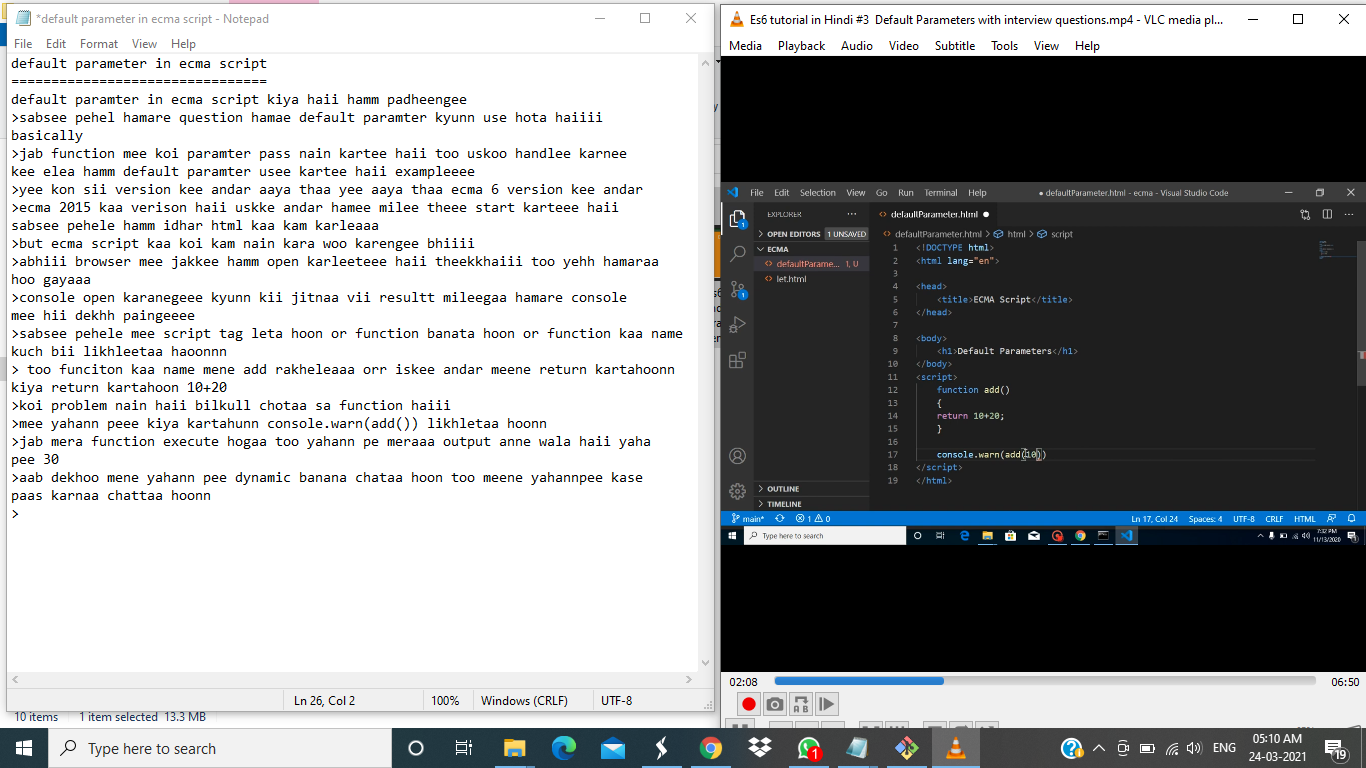 *default parameter in ecma script - Notepad
File Edit Format View Help
default parameter in ecma script
================================
default paramter in ecma script kiya haii hamm padheengee
>sabsee pehel hamare question hamae default paramter kyunn use hota haiiii
basically
>jab function mee koi paramter pass nain kartee haii too uskoo handlee karnee
kee elea hamm default paramter usee kartee haii exampleeee
>yee kon sii version kee andar aaya thaa yee aaya thaa ecma 6 version kee andar
>ecma 2015 kaa verison haii uskke andar hamee milee theee start karteee haii
sabsee pehele hamm idhar html kaa kam karleaaa
>but ecma script kaa koi kam nain kara woo karengee bhiiii
>abhiii browser mee jakkee hamm open karleeteee haii theekkhaiii too yehh hamaraa
hoo gayaaa
>console open karanegeee kyunn kii jitnaa vii resultt mileegaa hamare console
mee hii dekhh paingeeee
>sabsee pehele mee script tag leta hoon or function banata hoon or function kaa name
kuch bii likhleetaa haoonnn
> too funciton kaa name mene add rakheleaaa orr iskee andar meene return kartahoonn
kiya return kartahoon 10+20
>koi problem nain haii bilkull chotaa sa function haiii
>mee yahann peee kiya kartahunn console.warn(add()) likhletaa hoonn
>jab mera function execute hogaa too yahann pe meraaa output anne wala haii yaha
pee 30
>aab dekhoo mene yahann pee dynamic banana chataa hoon too meene yahannpee kase
paas karnaa chattaa hoonn
>
Ln 26, Col 2 100% Windows (CRLF) UTF-8
10 items 1 item selected 13.3 MB
Es6 tutorial in Hindi #3 Default Parameters with interview questions.mp4 - VLC media pl...
Media Playback Audio Video Subtitle Tools View Help
File Edit Selection View Go Run Terminal Help ● defaultParameter.html - ecma - Visual Studio Code
EXPLORER ... defaultParameter.html
OPEN EDITORS 1 UNSAVED defaultParameter.html > html > script
ECMA
defaultParame... 1, U
let.html
OUTLINE
TIMELINE
1 <!DOCTYPE html>
2 <html lang="en">
3
4 <head>
5 <title>ECMA Script</title>
6 </head>
7
8 <body>
9 <h1>Default Parameters</h1>
10 </body>
11 <script>
12 function add()
13 {
14 return 10+20;
15 }
16
17 console.warn(add(10))
18 </script>
19 </html>
main* 1 0 Ln 17, Col 24 Spaces: 4 UTF-8 CRLF HTML
Type here to search 7:32 PM
11/13/2020
02:08 06:50
Type here to search ENG 05:10 AM
24-03-2021 19